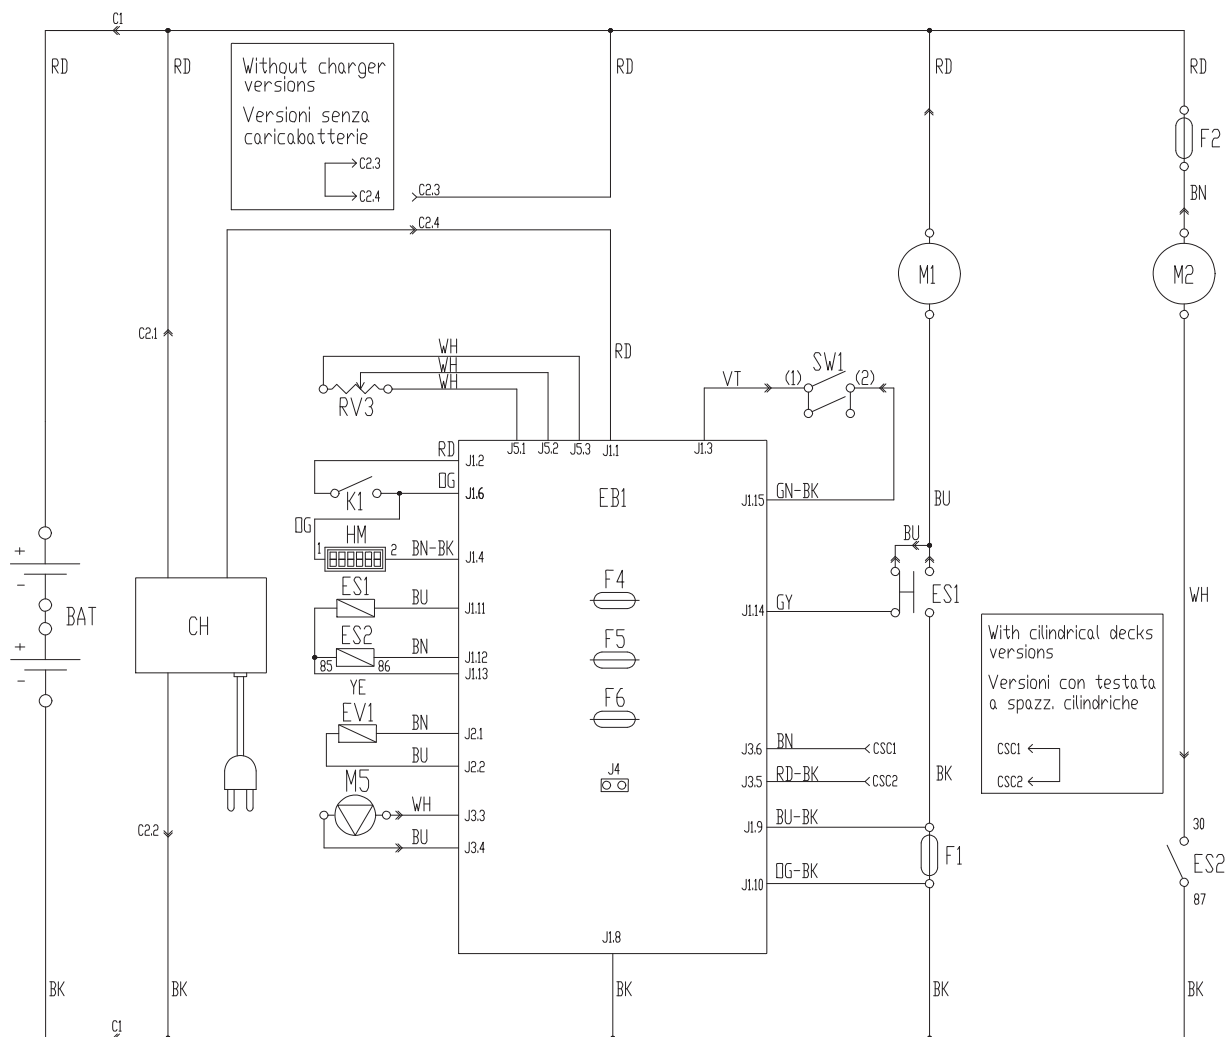 C1
RD
RD
RD
RD
RD
Without charger
versions
Versioni senza
caricabatterie
C2.3
C2.4
C2.3
C2.4
F2
BN
M1
M2
C2.1
WH
WH
WH
RV3
RD
VT
(1)
SW1
(2)
J5.1
J5.2
J5.3
J1.1
J1.3
RD
J1.2
OG
J1.6
K1
EB1
J1.15
GN-BK
BU
OG
1
HM
2
BN-BK
J1.4
BU
ES1
BU
J1.11
F4
J1.14
GY
ES1
WH
+
-
BAT
+
-
CH
ES2
85
86
BN
J1.12
J1.13
F5
With cilindrical decks
versions
Versioni con testata
a spazz. cilindriche
CSC1
CSC2
YE
EV1
BN
J2.1
BU
J2.2
F6
J4
J3.6
BN
CSC1
J3.5
RD-BK
CSC2
BK
M5
WH
J3.3
BU
J3.4
C2.2
J1.9
BU-BK
F1
J1.10
OG-BK
30
ES2
87
J1.8
BK
BK
BK
BK
BK
C1